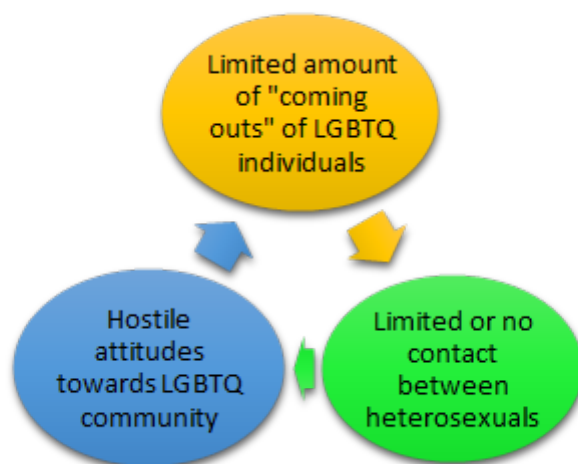 Limited amount
of "coming
outs" of LGBTQ
individuals
Hostile
attitudes
towards LGBTQ
community
Limited or no
contact
between
heterosexuals